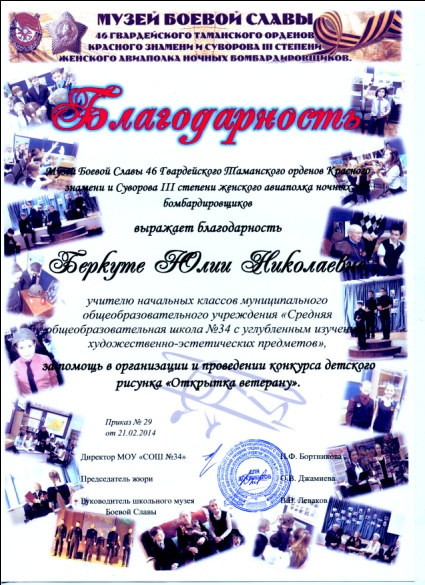 МУЗЕЙ БОЕВОЙ СЛАВЫ
46 ГВАРДЕЙСКОГО ТАМАНСКОГО ОРДЕНОВ
КРАСНОГО ЗНАМЕНИ И СУВОРОВА III СТЕПЕНИ
ЖЕНСКОГО АВИАПОЛКА НОЧНЫХ БОМБАРДИРОВЩИКОВ.
Благодарность
Музей Боевой Славы 46 Гвардейского Таманского орденов Красного
знамени и Суворова III степени женского авиаполка ночных
бомбардировщиков
выражает благодарность
Беркуте Юлии Николаевне
учителю начальных классов муниципального
общеобразовательного учреждения «Средняя
общеобразовательная школа №34 с углубленным изучением
художественно-эстетических предметов»,
за помощь в организации и проведении конкурса детского
рисунка «Открытка ветерану».
Приказ № 29
от 21.02.2014
Директор МОУ «СОШ №34»
Н.Ф. Бортникова
Председатель жюри
О.В. Джамиева
Руководитель школьного музея
Боевой Славы
В.Н. Леваков